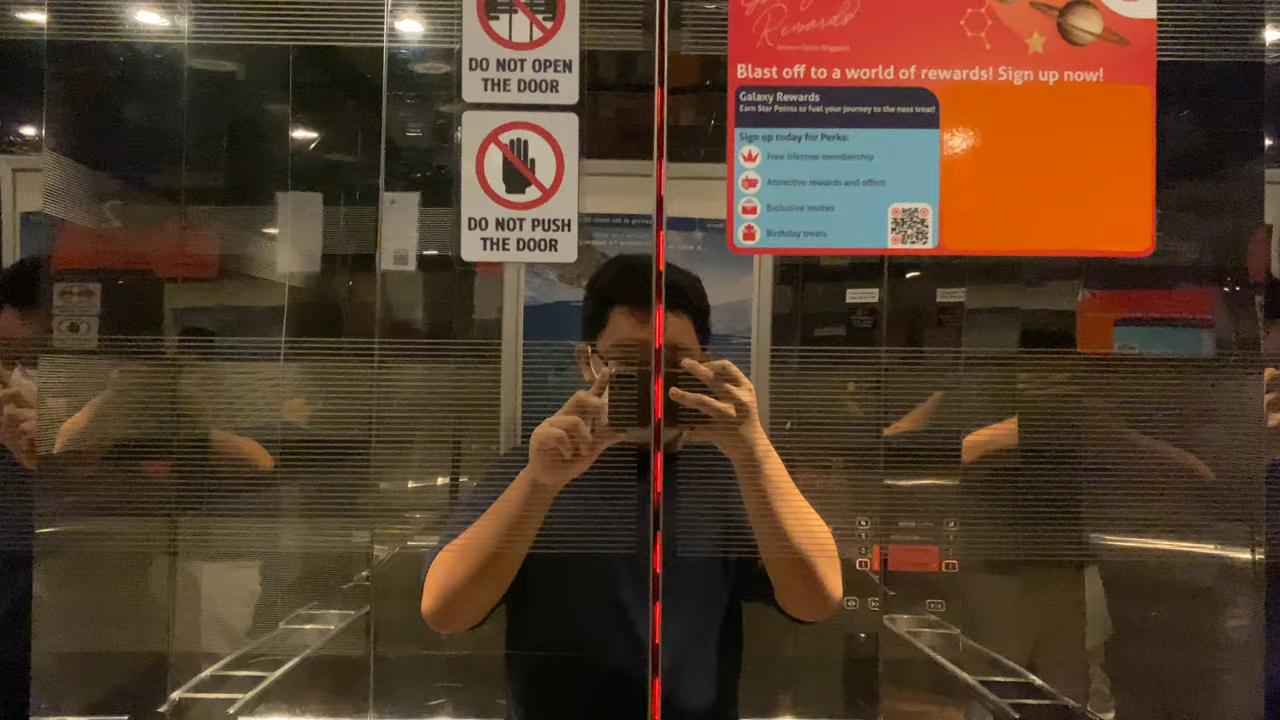 DO NOT OPEN
THE DOOR
DO NOT PUSH
THE DOOR
Rewards
Blast off to a world of rewards! Sign up now!
Galaxy Rewards
Earn Star Points to fuel your journey to the next treat!
Sign up today for Perks:
Free lifetime membership
Attractive rewards and offers
Exclusive invites
Birthday treats